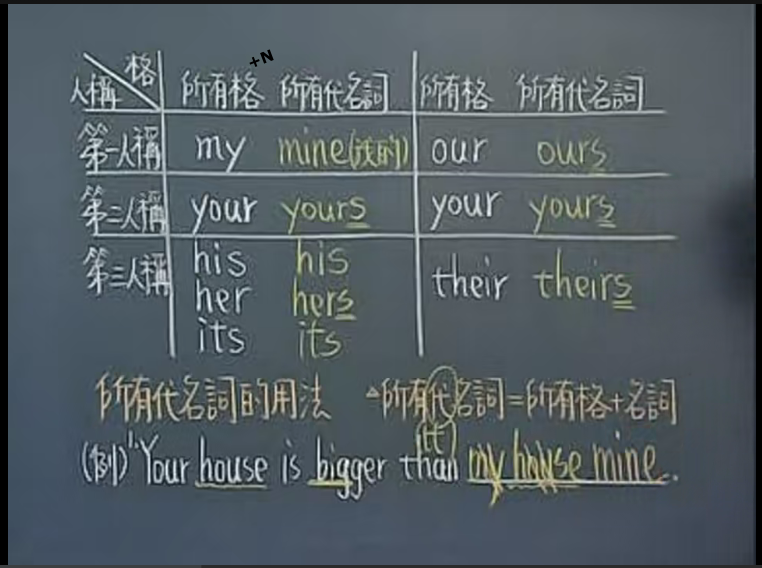 +N
格
人稱 所有格 所有代名詞 所有格 所有代名詞
第一人稱 my mine(我的) our ours
第二人稱 your yours your yours
第三人稱 his his their theirs
her hers
its its
所有代名詞的用法 △所有代名詞=所有格+名詞
(代)
(例)1. Your house is bigger than my house mine.